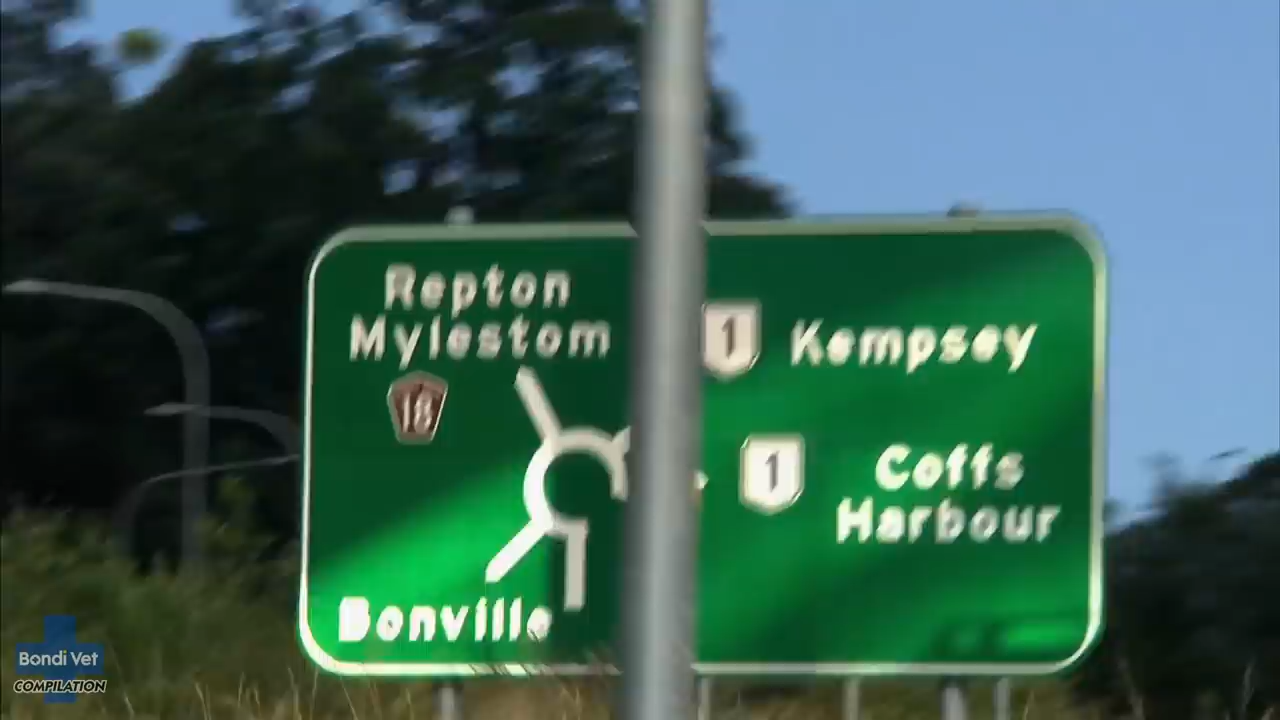 Repton
Mylestom
18
1 Kempsey
1 Coffs
Harbour
Bonville
Bondi Vet
COMPILATION